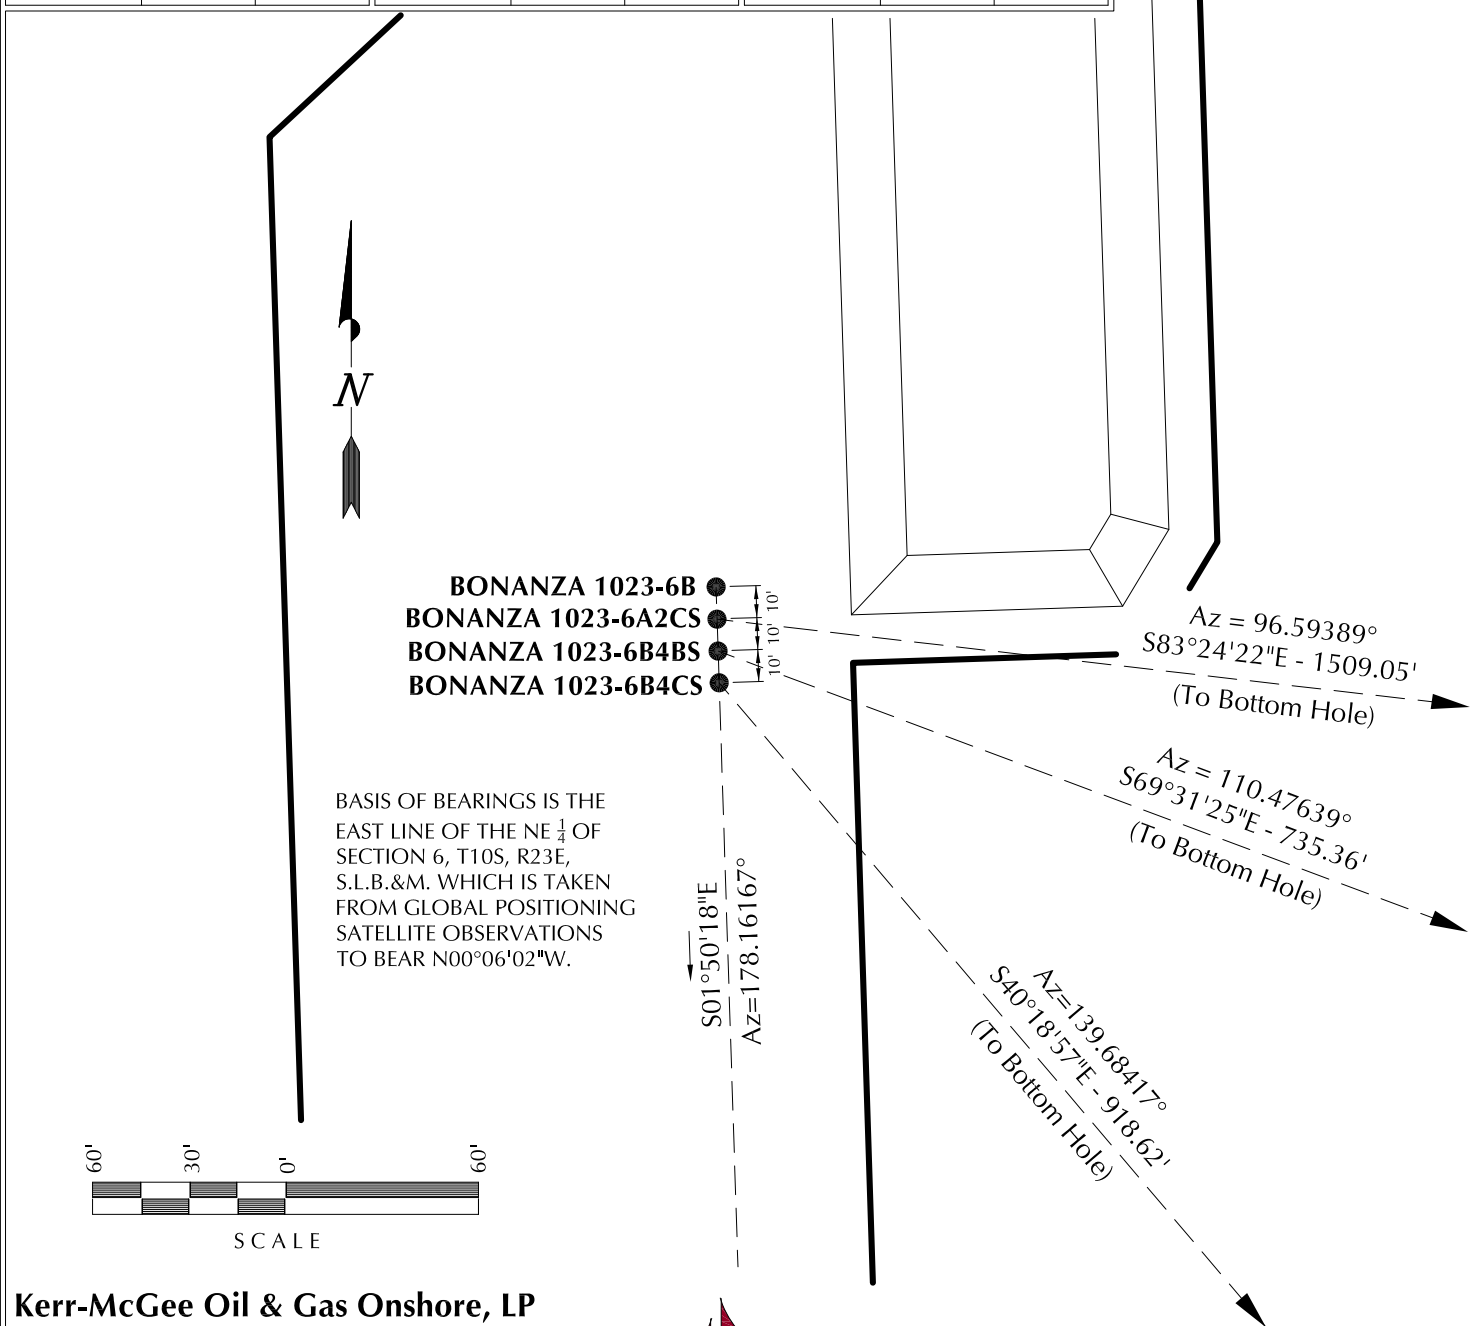 N
BONANZA 1023-6B
BONANZA 1023-6A2CS
BONANZA 1023-6B4BS
BONANZA 1023-6B4CS
10'
10'
10'
Az = 96.59389°
S83°24'22"E - 1509.05'
(To Bottom Hole)
Az = 110.47639°
S69°31'25"E - 735.36'
(To Bottom Hole)
BASIS OF BEARINGS IS THE
EAST LINE OF THE NE 1/4 OF
SECTION 6, T10S, R23E,
S.L.B.&M. WHICH IS TAKEN
FROM GLOBAL POSITIONING
SATELLITE OBSERVATIONS
TO BEAR N00°06'02"W.
S01°50'18"E
Az=178.16167°
Az=139.68417°
S40°18'57"E - 918.62'
(To Bottom Hole)
60'
30'
0'
60'
SCALE
Kerr-McGee Oil & Gas Onshore, LP